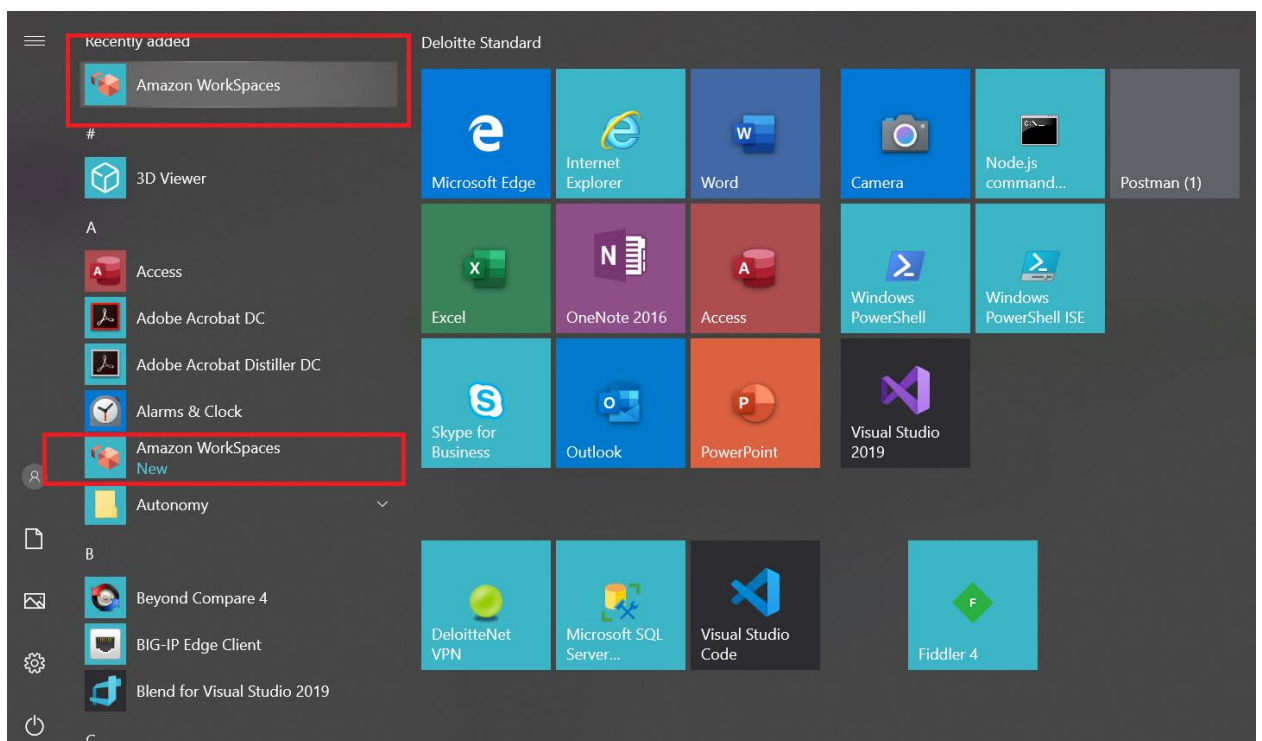 Recently added
Amazon WorkSpaces
#
3D Viewer
A
Access
Adobe Acrobat DC
Adobe Acrobat Distiller DC
Alarms & Clock
Amazon WorkSpaces
New
Autonomy
B
Beyond Compare 4
BIG-IP Edge Client
Blend for Visual Studio 2019
Deloitte Standard
Microsoft Edge
Internet
Explorer
W
Word
Camera
C:\_
Node.js
command...
Postman (1)
X
Excel
N
OneNote 2016
A
Access
Windows
PowerShell
Windows
PowerShell ISE
S
Skype for
Business
O
Outlook
P
PowerPoint
Visual Studio
2019
DeloitteNet
VPN
Microsoft SQL
Server...
Visual Studio
Code
F
Fiddler 4